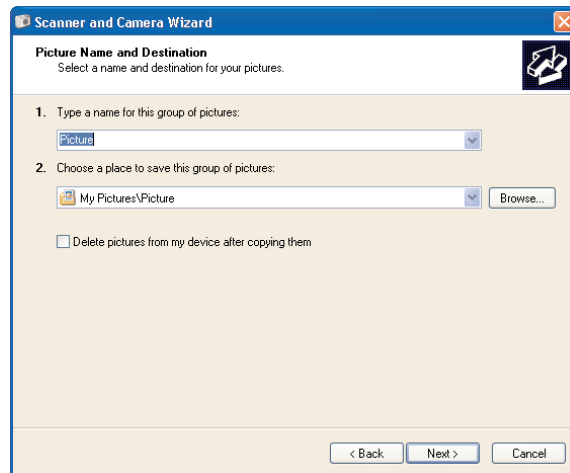 Scanner and Camera Wizard
Picture Name and Destination
Select a name and destination for your pictures.
1. Type a name for this group of pictures:
Picture
2. Choose a place to save this group of pictures:
My Pictures\Picture
Browse...
Delete pictures from my device after copying them
< Back Next > Cancel